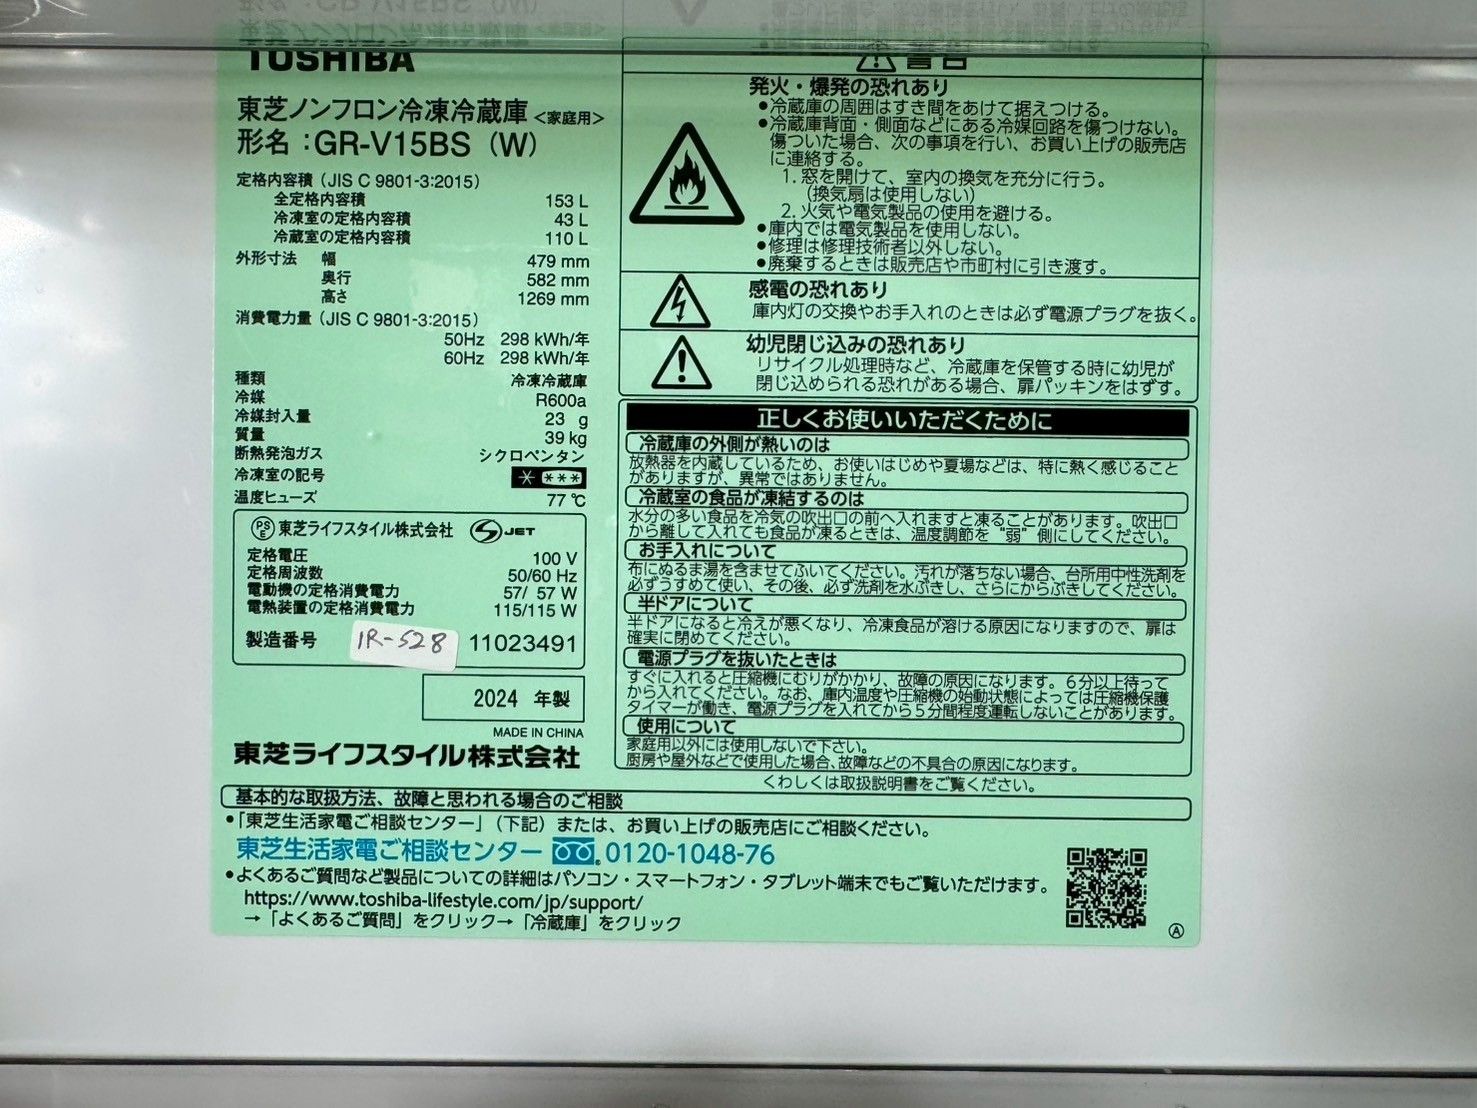 TOSHIBA
東芝ノンフロン冷凍冷蔵庫 <家庭用>
形名：GR-V15BS（W）
定格内容積（JIS C 9801-3:2015）
全定格内容積 153 L
冷凍室の定格内容積 43 L
冷蔵室の定格内容積 110 L
外形寸法 幅 479 mm
奥行 582 mm
高さ 1269 mm
消費電力量（JIS C 9801-3:2015）
50Hz 298 kWh/年
60Hz 298 kWh/年
種類 冷凍冷蔵庫
冷媒 R600a
冷媒封入量 23 g
質量 39 kg
断熱発泡ガス シクロペンタン
冷凍室の記号 * ***
温度ヒューズ 77 ℃
PSE 東芝ライフスタイル株式会社 S JET
定格電圧 100 V
定格周波数 50/60 Hz
電動機の定格消費電力 57/ 57 W
電熱装置の定格消費電力 115/115 W
製造番号 IR-528 11023491
2024 年製
MADE IN CHINA
東芝ライフスタイル株式会社
警告
発火・爆発の恐れあり
●冷蔵庫の周囲はすき間をあけて据えつける。
●冷蔵庫背面・側面などにある冷媒回路を傷つけない。
傷ついた場合、次の事項を行い、お買い上げの販売店
に連絡する。
1. 窓を開けて、室内の換気を充分に行う。
（換気扇は使用しない）
2. 火気や電気製品の使用を避ける。
●庫内では電気製品を使用しない。
●修理は修理技術者以外しない。
●廃棄するときは販売店や市町村に引き渡す。
感電の恐れあり
庫内灯の交換やお手入れのときは必ず電源プラグを抜く。
幼児閉じ込みの恐れあり
リサイクル処理時など、冷蔵庫を保管する時に幼児が
閉じ込められる恐れがある場合、扉パッキンをはずす。
正しくお使いいただくために
冷蔵庫の外側が熱いのは
放熱器を内蔵しているため、お使いはじめや夏場などは、特に熱く感じること
がありますが、異常ではありません。
冷蔵室の食品が凍結するのは
水分の多い食品を冷気の吹出口の前へ入れますと凍ることがあります。吹出口
から離して入れても食品が凍るときは、温度調節を“弱”側にしてください。
お手入れについて
布にぬるま湯を含ませてふいてください。汚れが落ちない場合、台所用中性洗剤を
必ずうすめて使い、その後、必ず洗剤を水ぶきし、さらにからぶきしてください。
半ドアについて
半ドアになると冷えが悪くなり、冷凍食品が溶ける原因になりますので、扉は
確実に閉めてください。
電源プラグを抜いたときは
すぐに入れると圧縮機にむりがかかり、故障の原因になります。6分以上待って
から入れてください。なお、庫内温度や圧縮機の始動状態によっては圧縮機保護
タイマーが働き、電源プラグを入れてから5分間程度運転しないことがあります。
使用について
家庭用以外には使用しないで下さい。
厨房や屋外などで使用した場合、故障などの不具合の原因になります。
くわしくは取扱説明書をご覧ください。
基本的な取扱方法、故障と思われる場合のご相談
●「東芝生活家電ご相談センター」（下記）または、お買い上げの販売店にご相談ください。
東芝生活家電ご相談センター 0120-1048-76
●よくあるご質問など製品についての詳細はパソコン・スマートフォン・タブレット端末でもご覧いただけます。
https://www.toshiba-lifestyle.com/jp/support/
→「よくあるご質問」をクリック→「冷蔵庫」をクリック
Ⓐ